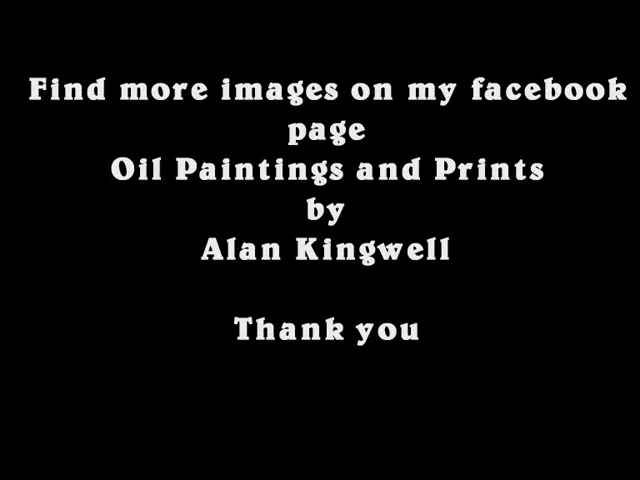 Find more images on my facebook
page
Oil Paintings and Prints
by
Alan Kingwell
Thank you